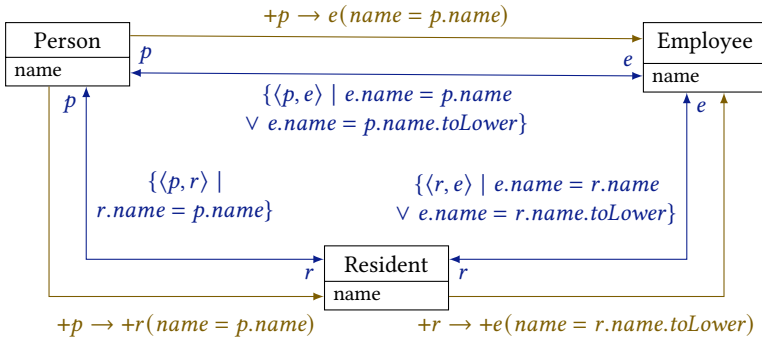 +p → e(name = p.name)
Person
name
p
e
Employee
name
{⟨p, e⟩ | e.name = p.name
∨ e.name = p.name.toLower}
p
e
{⟨p, r⟩ |
r.name = p.name}
{⟨r, e⟩ | e.name = r.name
∨ e.name = r.name.toLower}
r
Resident
name
r
+p → +r(name = p.name)
+r → +e(name = r.name.toLower)